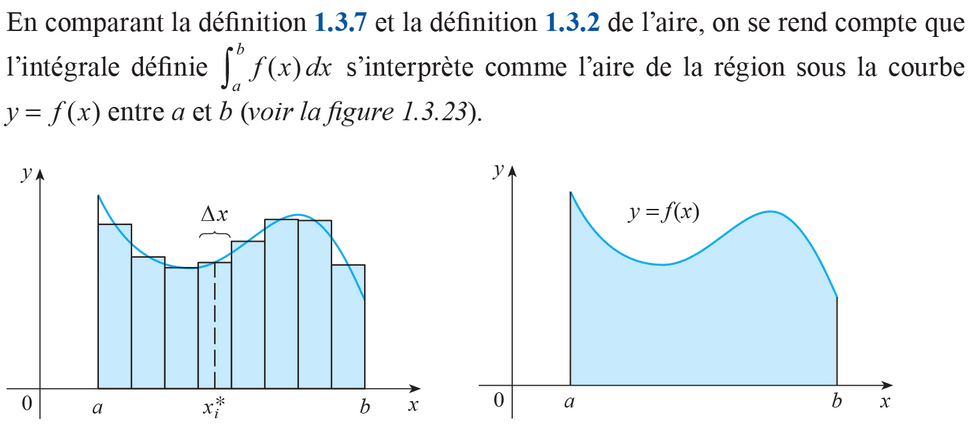 En comparant la définition 1.3.7 et la définition 1.3.2 de l’aire, on se rend compte que
l’intégrale définie ∫_a^b f(x) dx s’interprète comme l’aire de la région sous la courbe
y = f(x) entre a et b (voir la figure 1.3.23).
y
Δx
0
a
x_i^*
b
x
y
y = f(x)
0
a
b
x